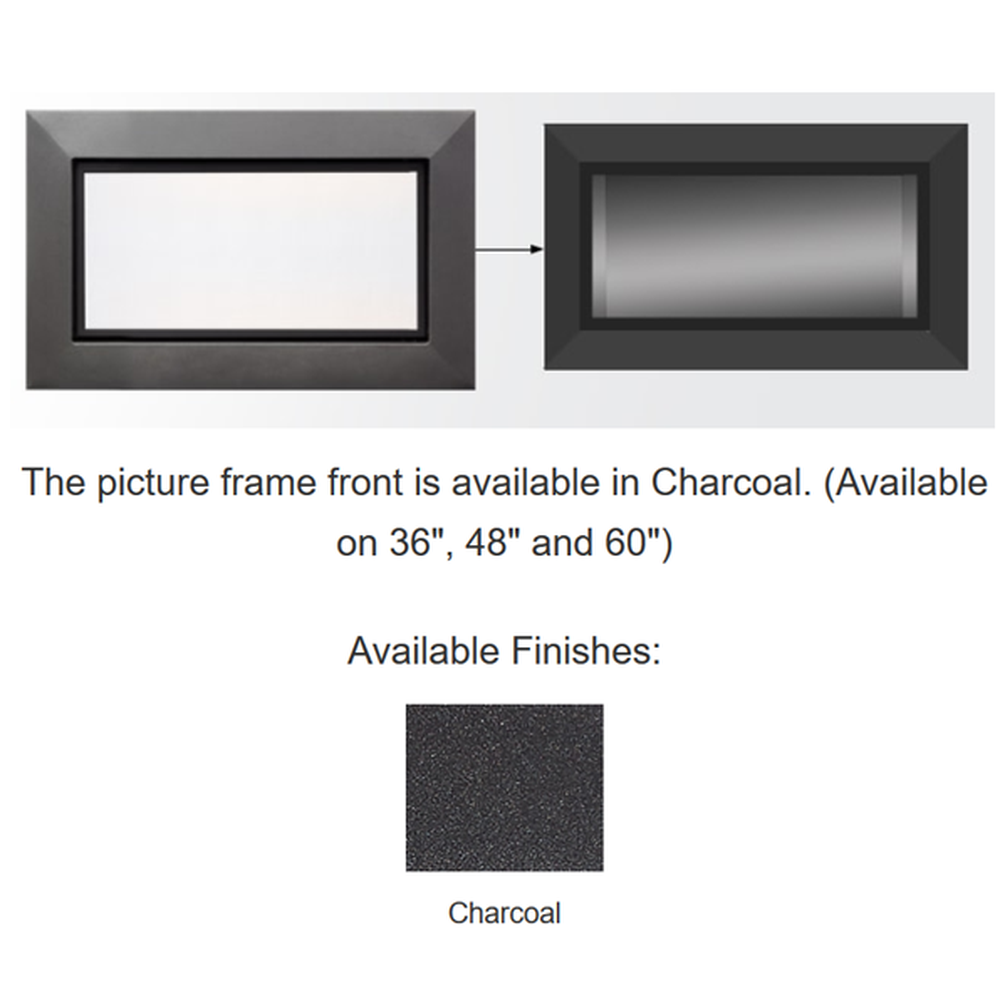 The picture frame front is available in Charcoal. (Available
on 36", 48" and 60")
Available Finishes:
Charcoal